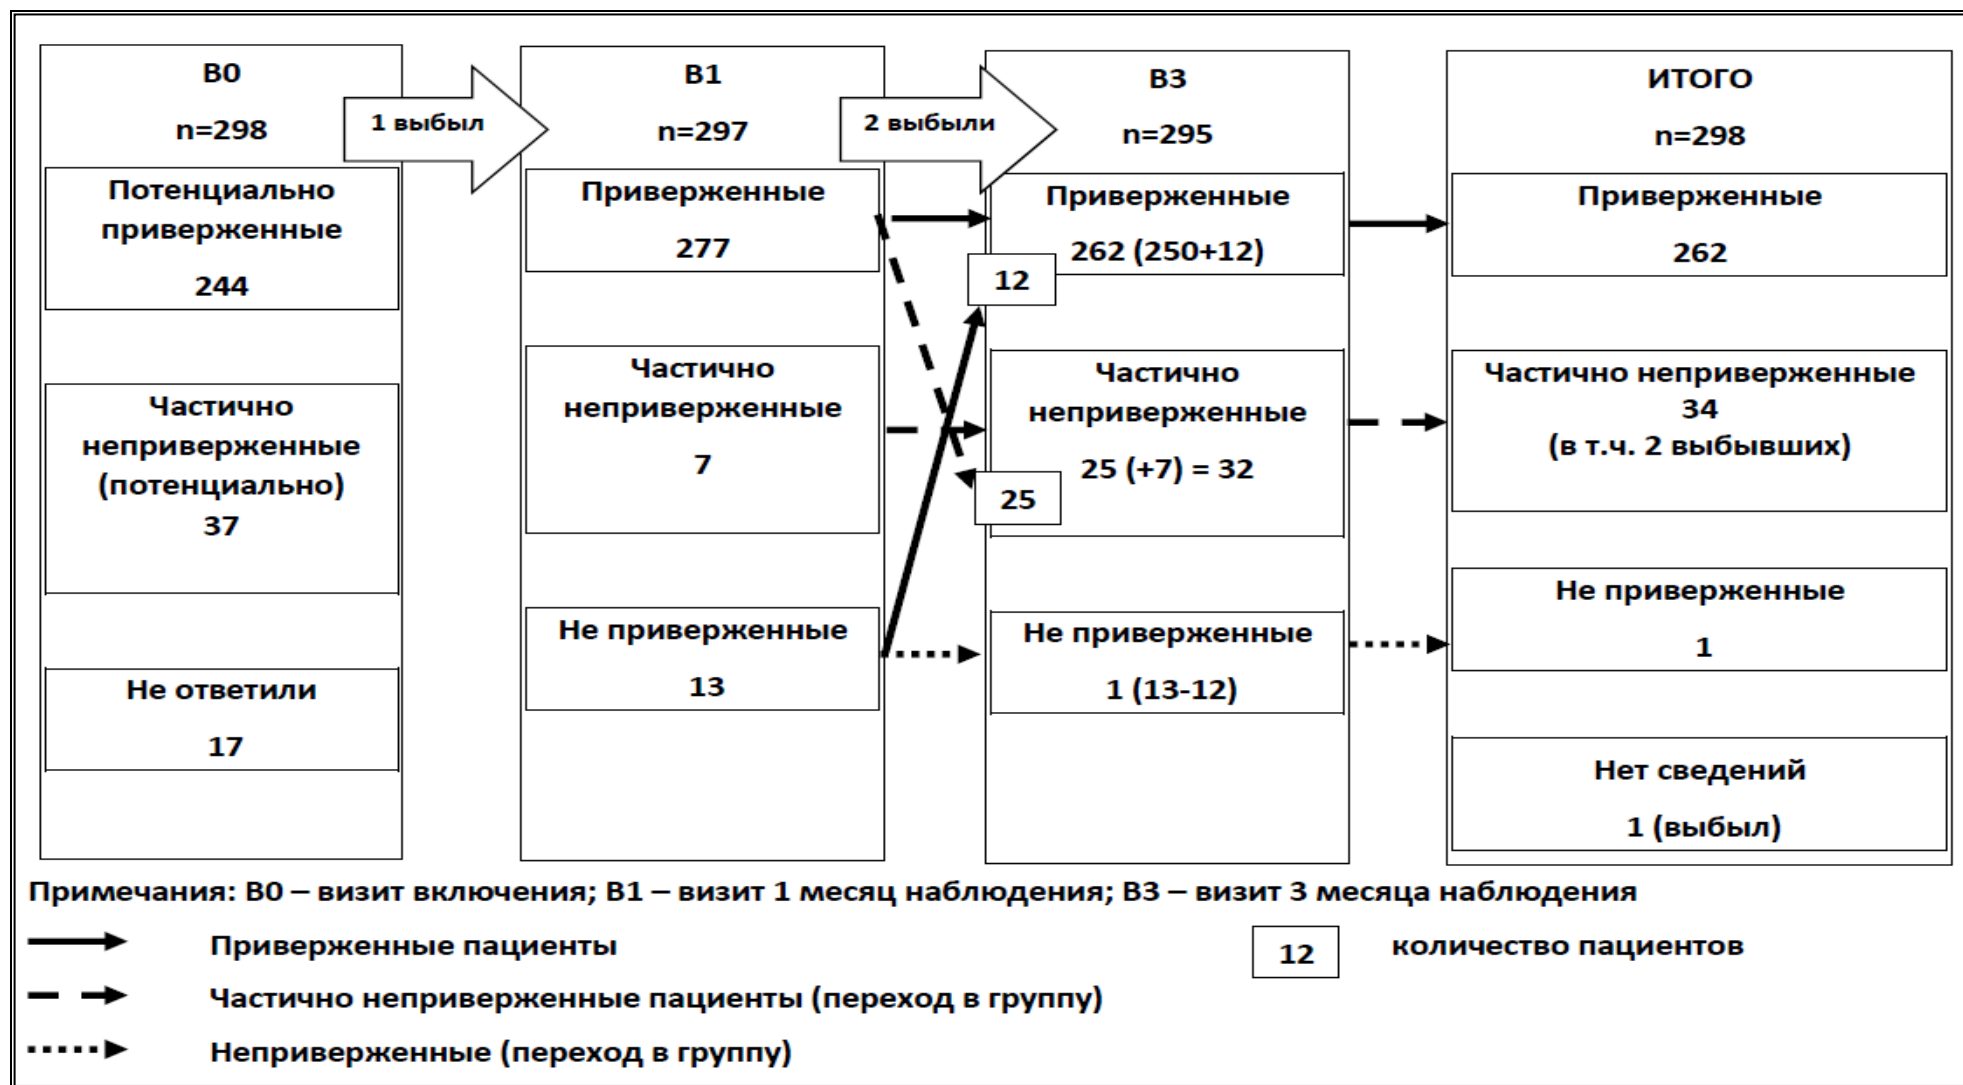 В0
n=298
Потенциально
приверженные
244
Частично
неприверженные
(потенциально)
37
Не ответили
17
1 выбыл
В1
n=297
Приверженные
277
Частично
неприверженные
7
Не приверженные
13
2 выбыли
В3
n=295
Приверженные
262 (250+12)
12
Частично
неприверженные
25 (+7) = 32
25
Не приверженные
1 (13-12)
ИТОГО
n=298
Приверженные
262
Частично неприверженные
34
(в т.ч. 2 выбывших)
Не приверженные
1
Нет сведений
1 (выбыл)
Примечания: В0 – визит включения; В1 – визит 1 месяц наблюдения; В3 – визит 3 месяца наблюдения
Приверженные пациенты
12 количество пациентов
Частично неприверженные пациенты (переход в группу)
Неприверженные (переход в группу)